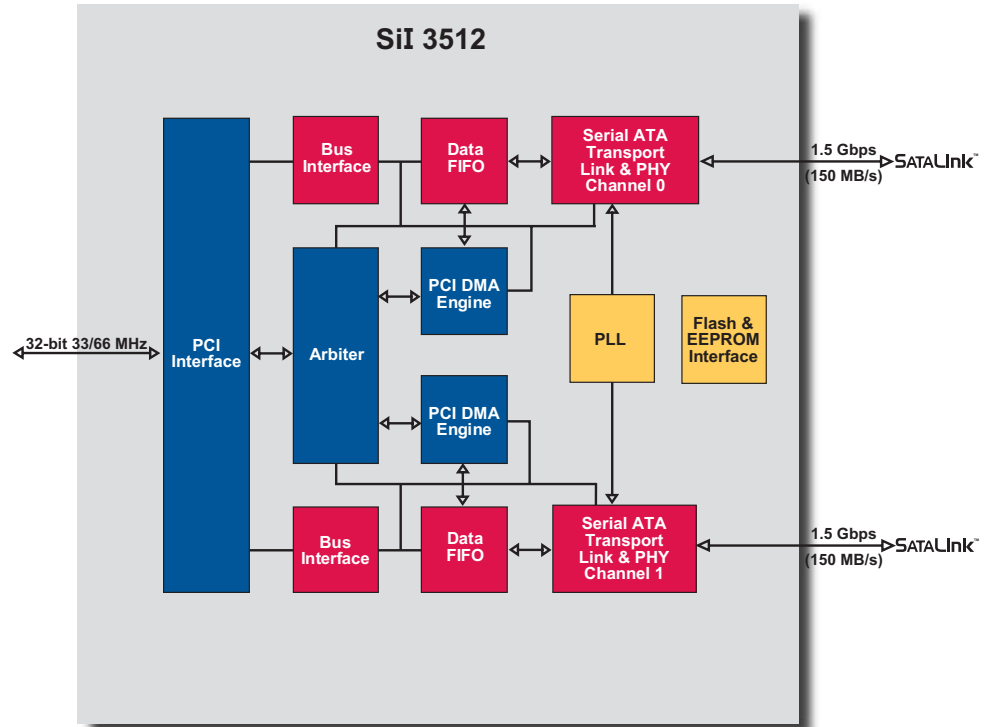 SiI 3512
Bus
Interface
Data
FIFO
Serial ATA
Transport
Link & PHY
Channel 0
1.5 Gbps
(150 MB/s)
SATALink™
32-bit 33/66 MHz
PCI
Interface
Arbiter
PCI DMA
Engine
PLL
Flash &
EEPROM
Interface
PCI DMA
Engine
Bus
Interface
Data
FIFO
Serial ATA
Transport
Link & PHY
Channel 1
1.5 Gbps
(150 MB/s)
SATALink™